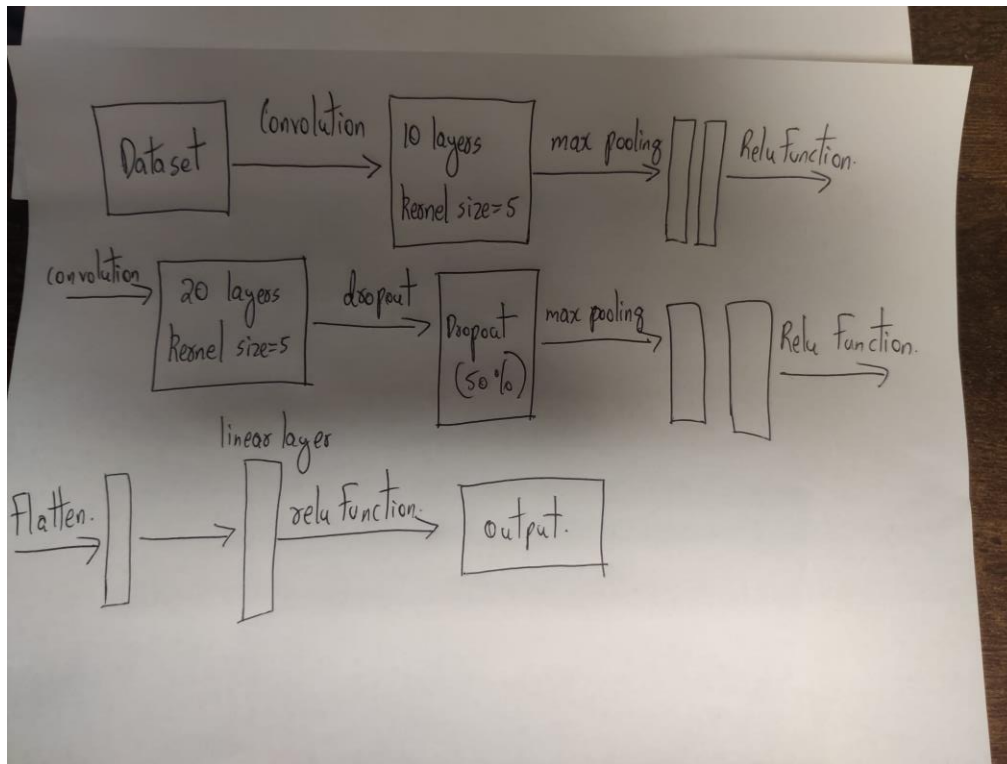 Dataset
Convolution
10 layers
kernel size=5
max pooling
Relu function.
convolution
20 layers
kernel size=5
dropout
Dropout
(50%)
max pooling
Relu Function.
Flatten.
linear layer
relu function.
output.